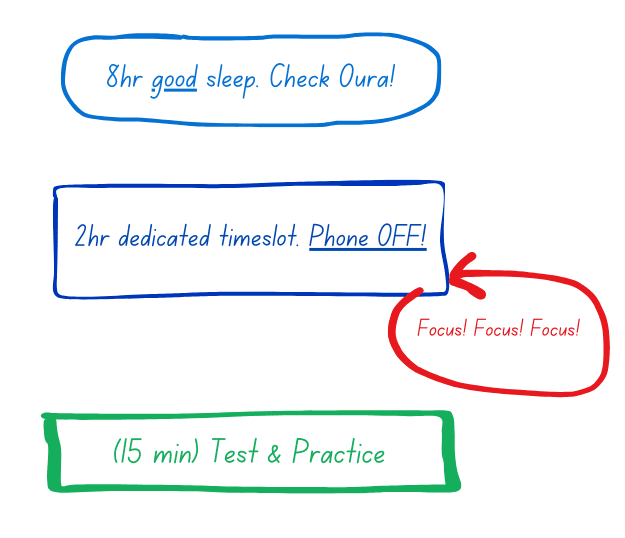 8hr good sleep. Check Oura!
2hr dedicated timeslot. Phone OFF!
Focus! Focus! Focus!
(15 min) Test & Practice